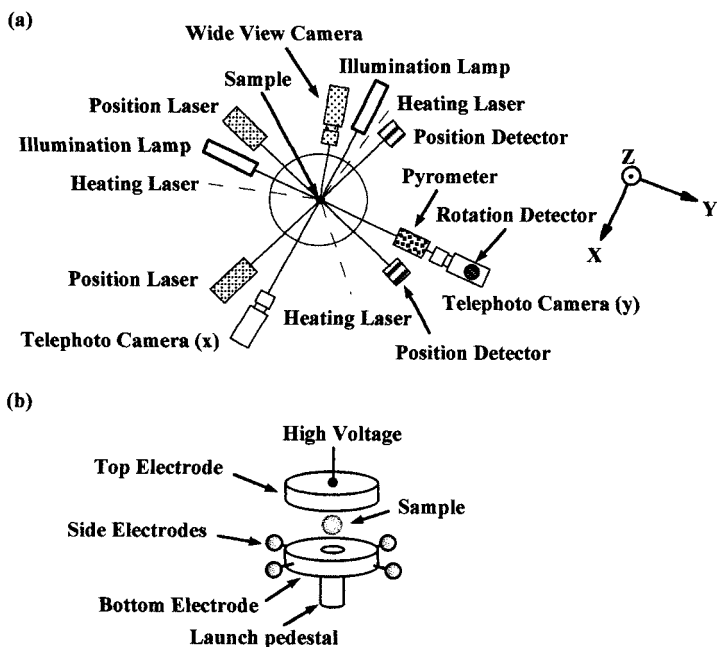 (a)
Wide View Camera
Illumination Lamp
Sample
Heating Laser
Position Laser
Position Detector
Illumination Lamp
Z
Pyrometer
Heating Laser
Rotation Detector
Y
X
Position Laser
Telephoto Camera (y)
Heating Laser
Telephoto Camera (x)
Position Detector
(b)
High Voltage
Top Electrode
Sample
Side Electrodes
Bottom Electrode
Launch pedestal